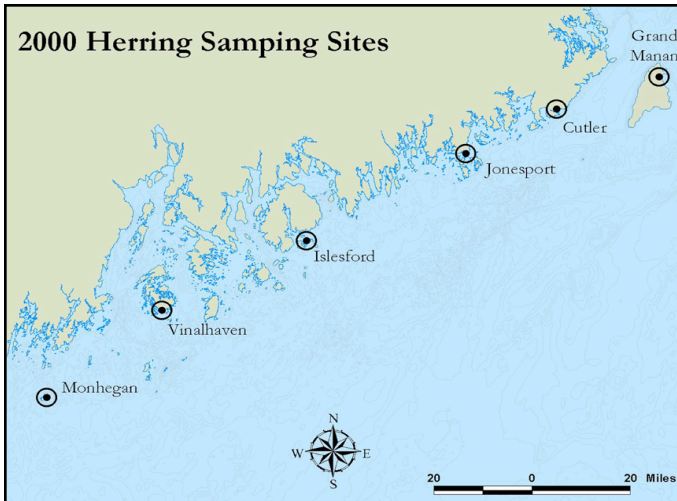 2000 Herring Samping Sites
Grand
Manan
Cutler
Jonesport
Islesford
Vinalhaven
Monhegan
N
W E
S
20 0 20 Miles